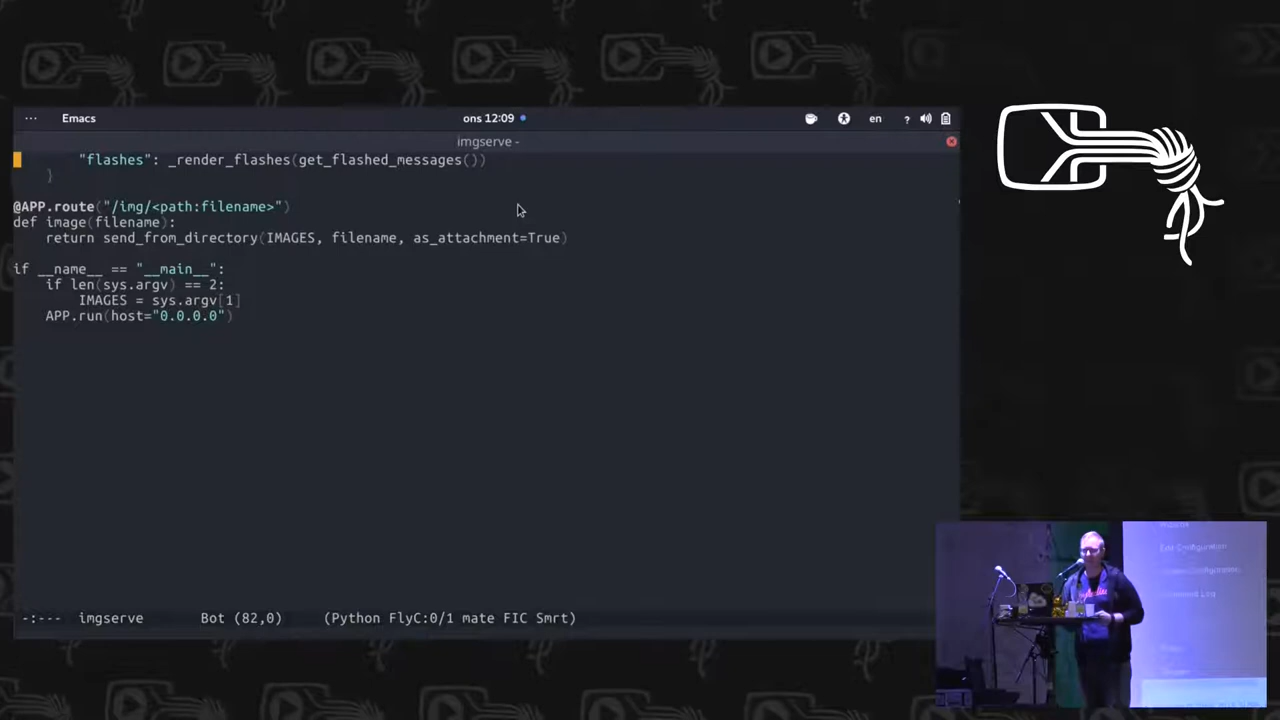 Emacs
ons 12:09
en
?
imgserve -
"flashes": _render_flashes(get_flashed_messages())
}
@APP.route("/img/<path:filename>")
def image(filename):
return send_from_directory(IMAGES, filename, as_attachment=True)
if __name__ == "__main__":
if len(sys.argv) == 2:
IMAGES = sys.argv[1]
APP.run(host="0.0.0.0")
-:--- imgserve Bot (82,0) (Python FlyC:0/1 mate FIC Smrt)
Edit Configuration